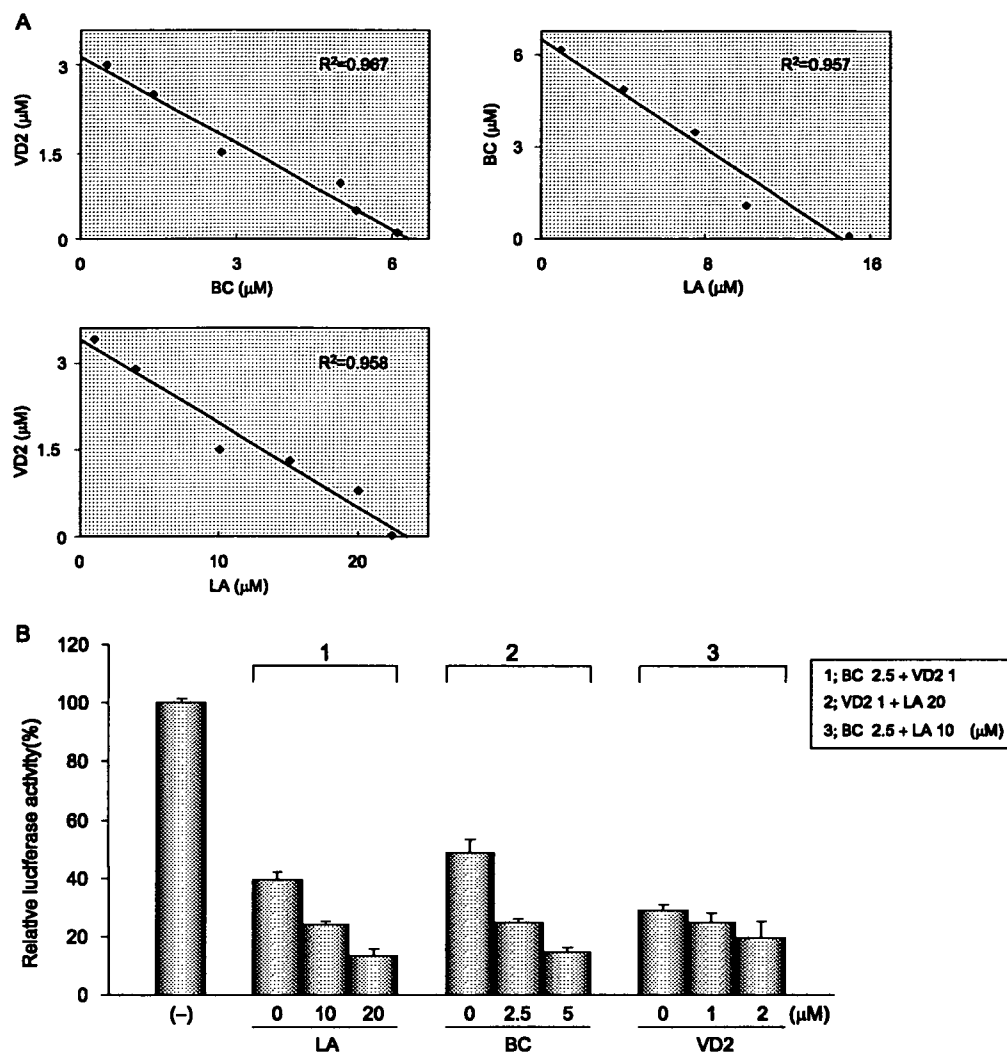 A
R²=0.967
VD2 (μM)
3
1.5
0
0 3 6
BC (μM)
R²=0.957
BC (μM)
6
3
0
0 8 16
LA (μM)
R²=0.958
VD2 (μM)
3
1.5
0
0 10 20
LA (μM)
B
Relative luciferase activity(%)
120
100
80
60
40
20
0
1 2 3
1; BC 2.5 + VD2 1
2; VD2 1 + LA 20
3; BC 2.5 + LA 10 (μM)
(–) 0 10 20 0 2.5 5 0 1 2 (μM)
LA BC VD2